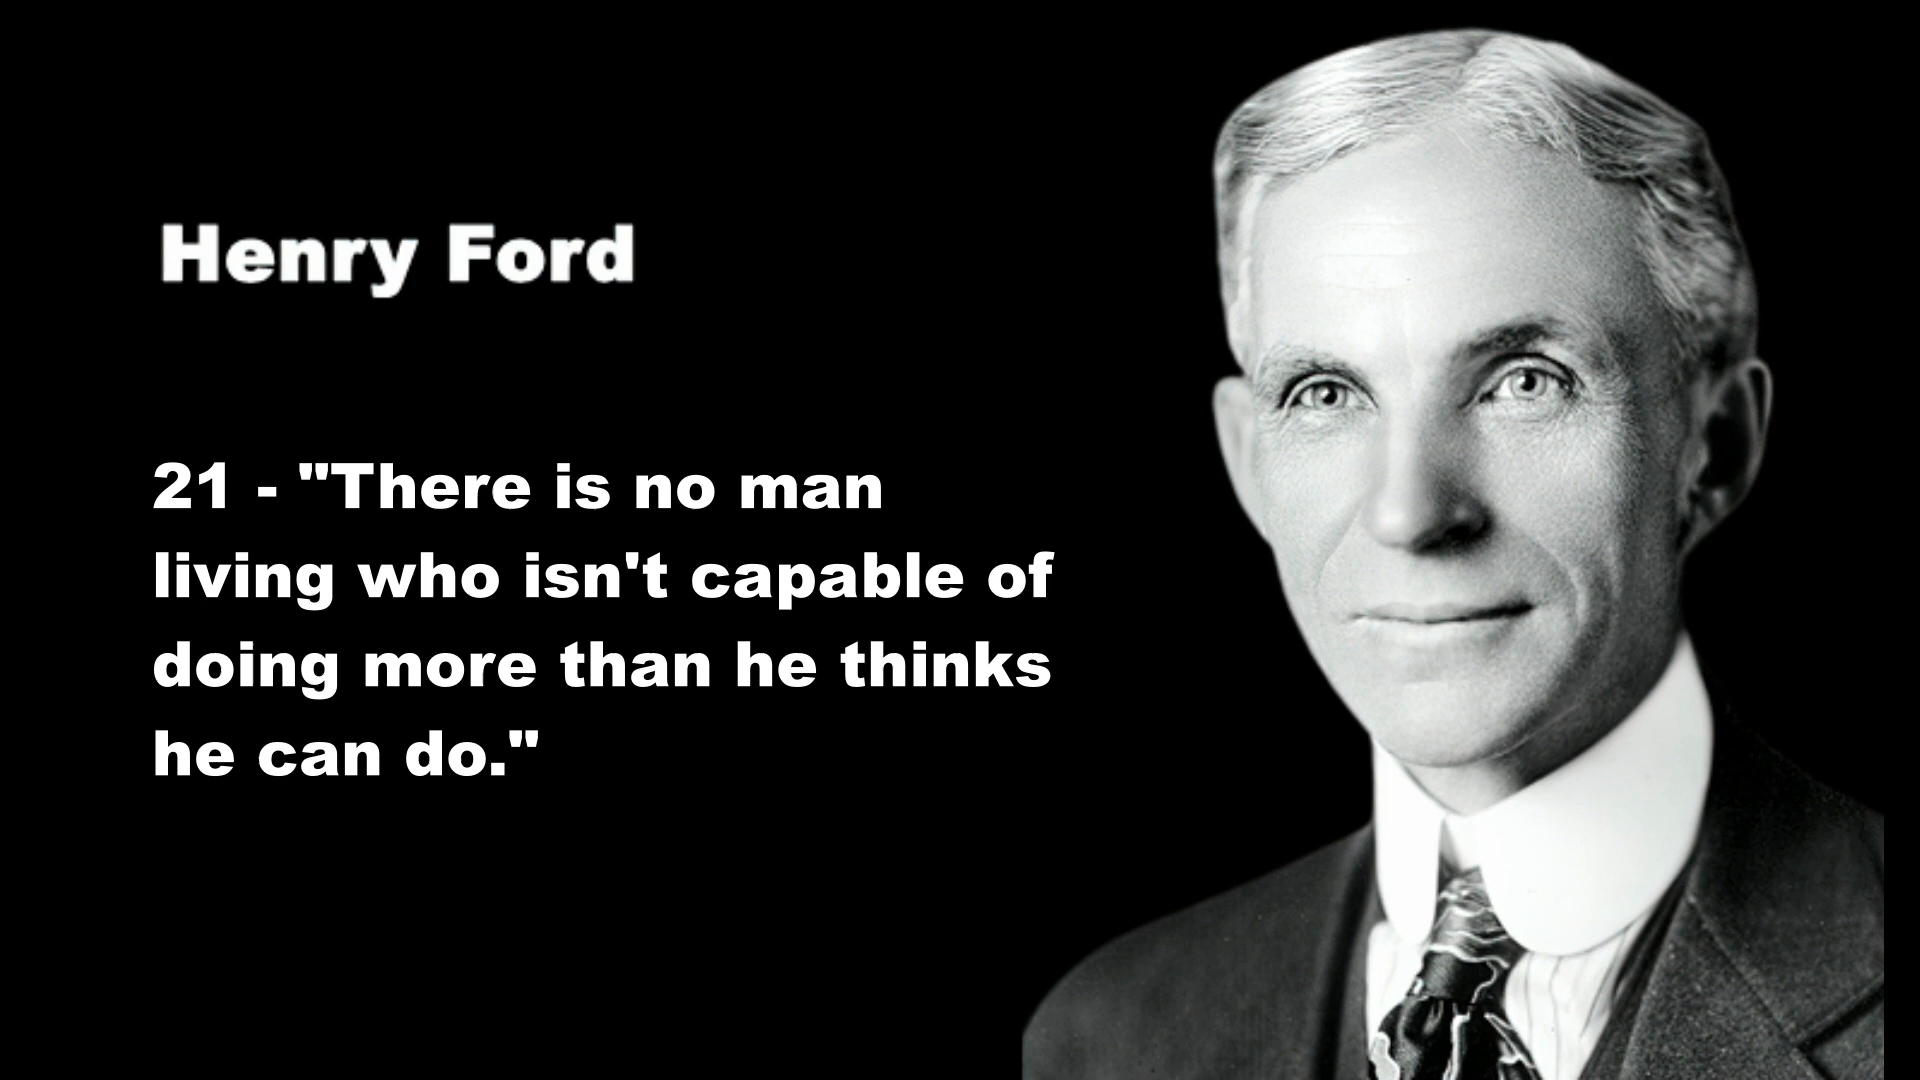 Henry Ford
21 - "There is no man
living who isn't capable of
doing more than he thinks
he can do."